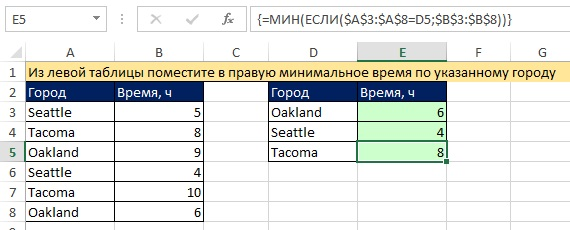 E5 {=МИН(ЕСЛИ($A$3:$A$8=D5;$B$3:$B$8))}
A B C D E F G
1 Из левой таблицы поместите в правую минимальное время по указанному городу
2 Город Время, ч Город Время, ч
3 Seattle 5 Oakland 6
4 Tacoma 8 Seattle 4
5 Oakland 9 Tacoma 8
6 Seattle 4
7 Tacoma 10
8 Oakland 6